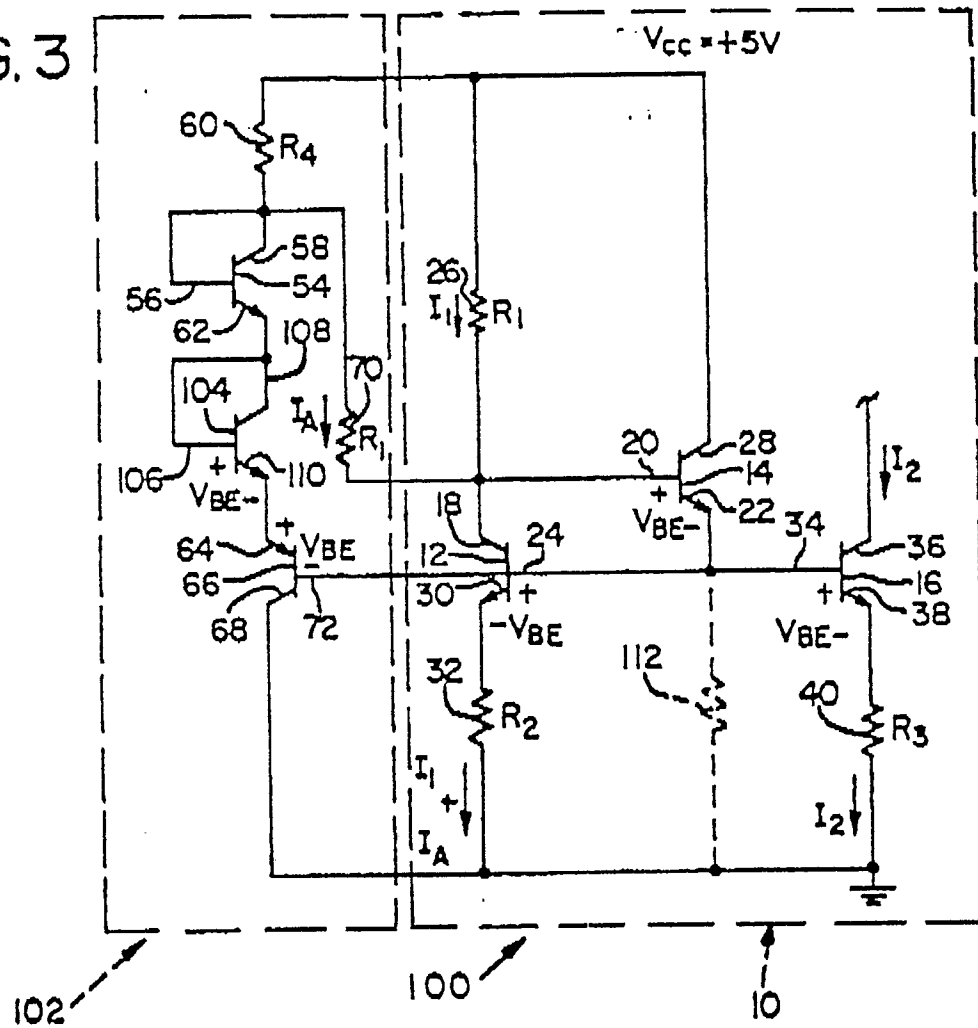 G. 3
VCC = +5V
60
R4
58
54
56
62
108
26
I1
R1
104
70
IA
R1
20
28
14
I2
106
+
110
VBE-
18
+
VBE-
22
34
+
64
VBE
-
12
24
36
66
30
+
16
+
38
68
72
-VBE
VBE-
32
R2
112
40
R3
I1
+
IA
I2
102
100
10